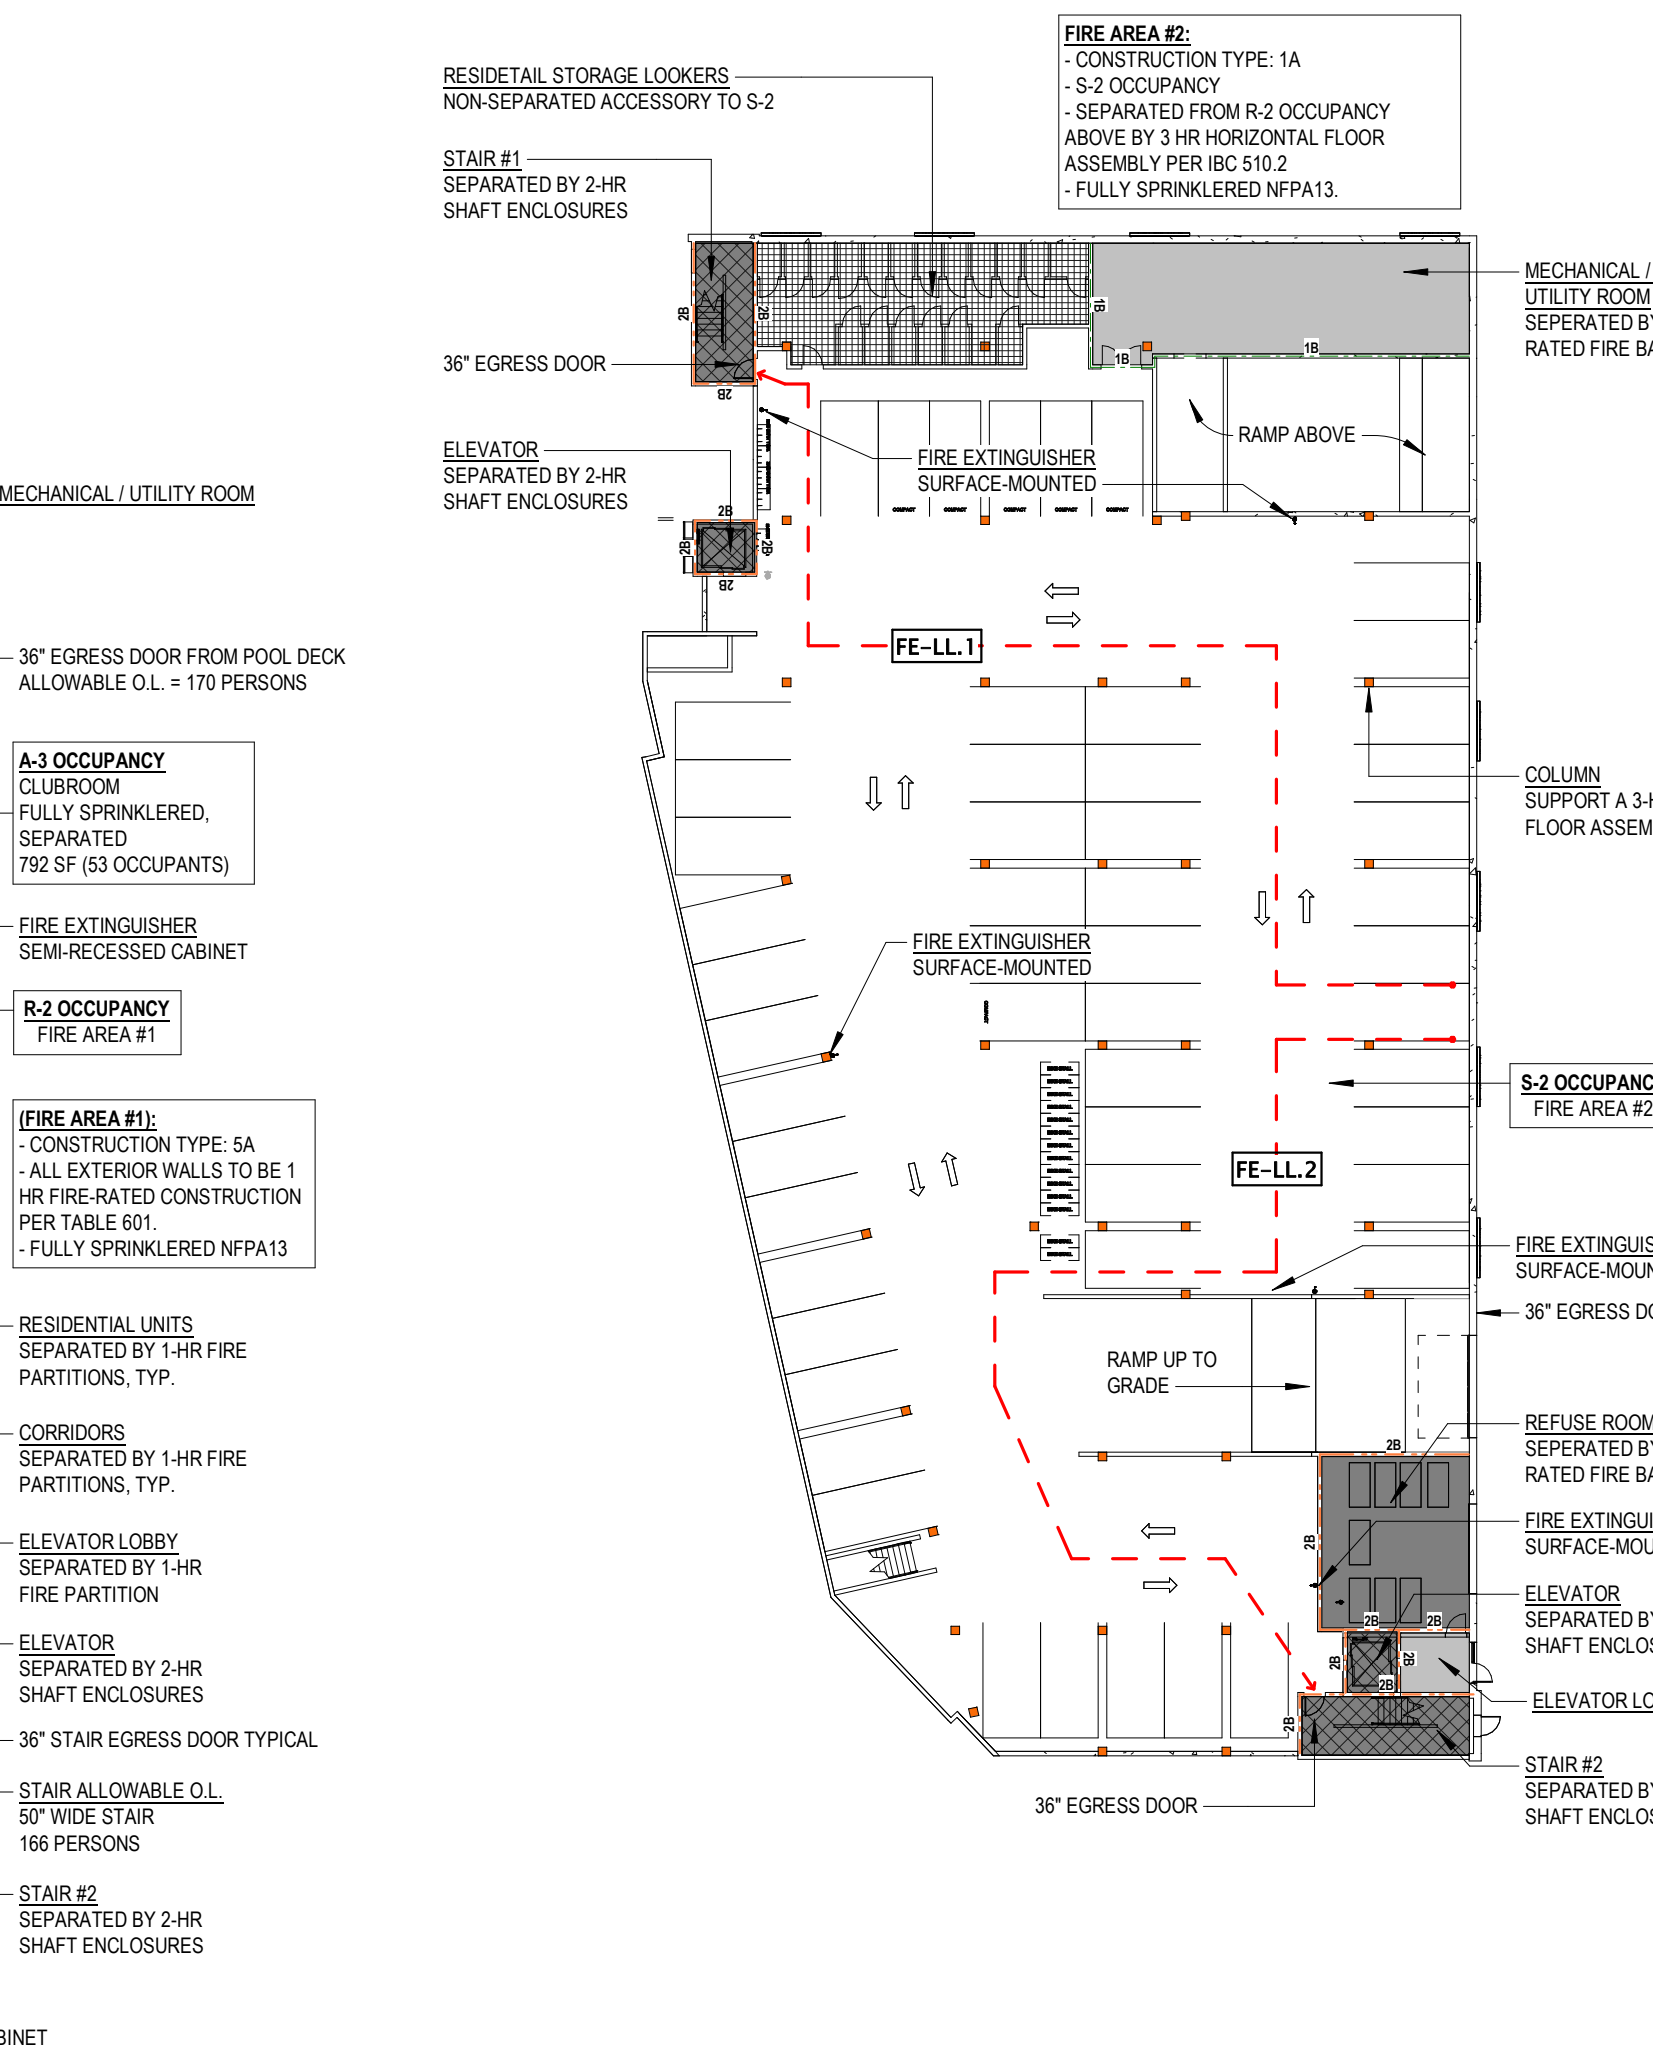 FIRE AREA #2:
- CONSTRUCTION TYPE: 1A
- S-2 OCCUPANCY
- SEPARATED FROM R-2 OCCUPANCY
ABOVE BY 3 HR HORIZONTAL FLOOR
ASSEMBLY PER IBC 510.2
- FULLY SPRINKLERED NFPA13.
RESIDETAIL STORAGE LOOKERS
NON-SEPARATED ACCESSORY TO S-2
STAIR #1
SEPARATED BY 2-HR
SHAFT ENCLOSURES
36" EGRESS DOOR
ELEVATOR
SEPARATED BY 2-HR
SHAFT ENCLOSURES
MECHANICAL / UTILITY ROOM
36" EGRESS DOOR FROM POOL DECK
ALLOWABLE O.L. = 170 PERSONS
A-3 OCCUPANCY
CLUBROOM
FULLY SPRINKLERED,
SEPARATED
792 SF (53 OCCUPANTS)
FIRE EXTINGUISHER
SEMI-RECESSED CABINET
R-2 OCCUPANCY
FIRE AREA #1
(FIRE AREA #1):
- CONSTRUCTION TYPE: 5A
- ALL EXTERIOR WALLS TO BE 1
HR FIRE-RATED CONSTRUCTION
PER TABLE 601.
- FULLY SPRINKLERED NFPA13
RESIDENTIAL UNITS
SEPARATED BY 1-HR FIRE
PARTITIONS, TYP.
CORRIDORS
SEPARATED BY 1-HR FIRE
PARTITIONS, TYP.
ELEVATOR LOBBY
SEPARATED BY 1-HR
FIRE PARTITION
ELEVATOR
SEPARATED BY 2-HR
SHAFT ENCLOSURES
36" STAIR EGRESS DOOR TYPICAL
STAIR ALLOWABLE O.L.
50" WIDE STAIR
166 PERSONS
STAIR #2
SEPARATED BY 2-HR
SHAFT ENCLOSURES
BINET
2B
2B
2B
1B
1B
1B
2B
2B
2B
2B
RAMP ABOVE
FIRE EXTINGUISHER
SURFACE-MOUNTED
COMPACT
COMPACT
COMPACT
COMPACT
COMPACT
FE-LL.1
FIRE EXTINGUISHER
SURFACE-MOUNTED
COMPACT
FE-LL.2
RAMP UP TO
GRADE
2B
2B
2B
2B
2B
2B
2B
2B
36" EGRESS DOOR
MECHANICAL /
UTILITY ROOM
SEPERATED BY
RATED FIRE BA
COLUMN
SUPPORT A 3-H
FLOOR ASSEM
S-2 OCCUPANC
FIRE AREA #2
FIRE EXTINGUIS
SURFACE-MOUN
36" EGRESS DO
REFUSE ROOM
SEPERATED BY
RATED FIRE BA
FIRE EXTINGUI
SURFACE-MOU
ELEVATOR
SEPARATED BY
SHAFT ENCLOS
ELEVATOR LO
STAIR #2
SEPARATED BY
SHAFT ENCLOS